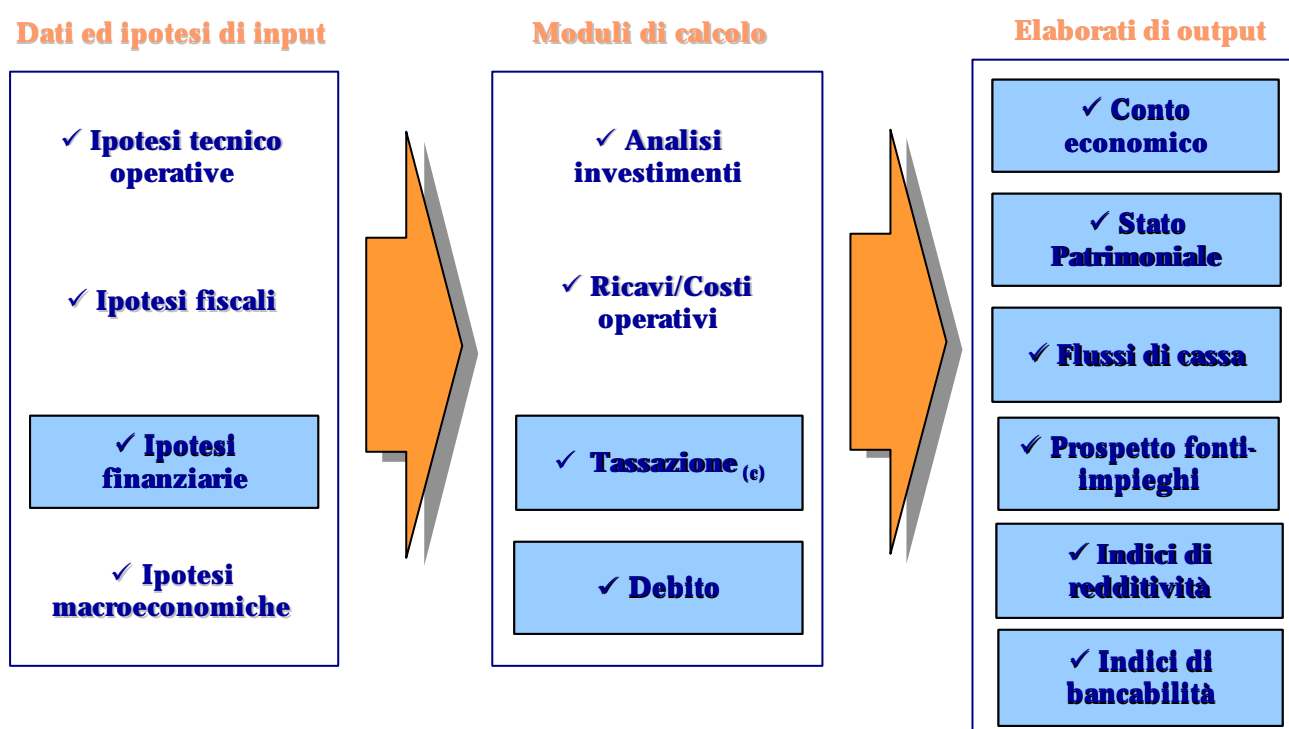 Dati ed ipotesi di input
✓ Ipotesi tecnico
operative
✓ Ipotesi fiscali
✓ Ipotesi
finanziarie
✓ Ipotesi
macroeconomiche
Moduli di calcolo
✓ Analisi
investimenti
✓ Ricavi/Costi
operativi
✓ Tassazione (c)
✓ Debito
Elaborati di output
✓ Conto
economico
✓ Stato
Patrimoniale
✓ Flussi di cassa
✓ Prospetto fonti-
impieghi
✓ Indici di
redditività
✓ Indici di
bancabilità